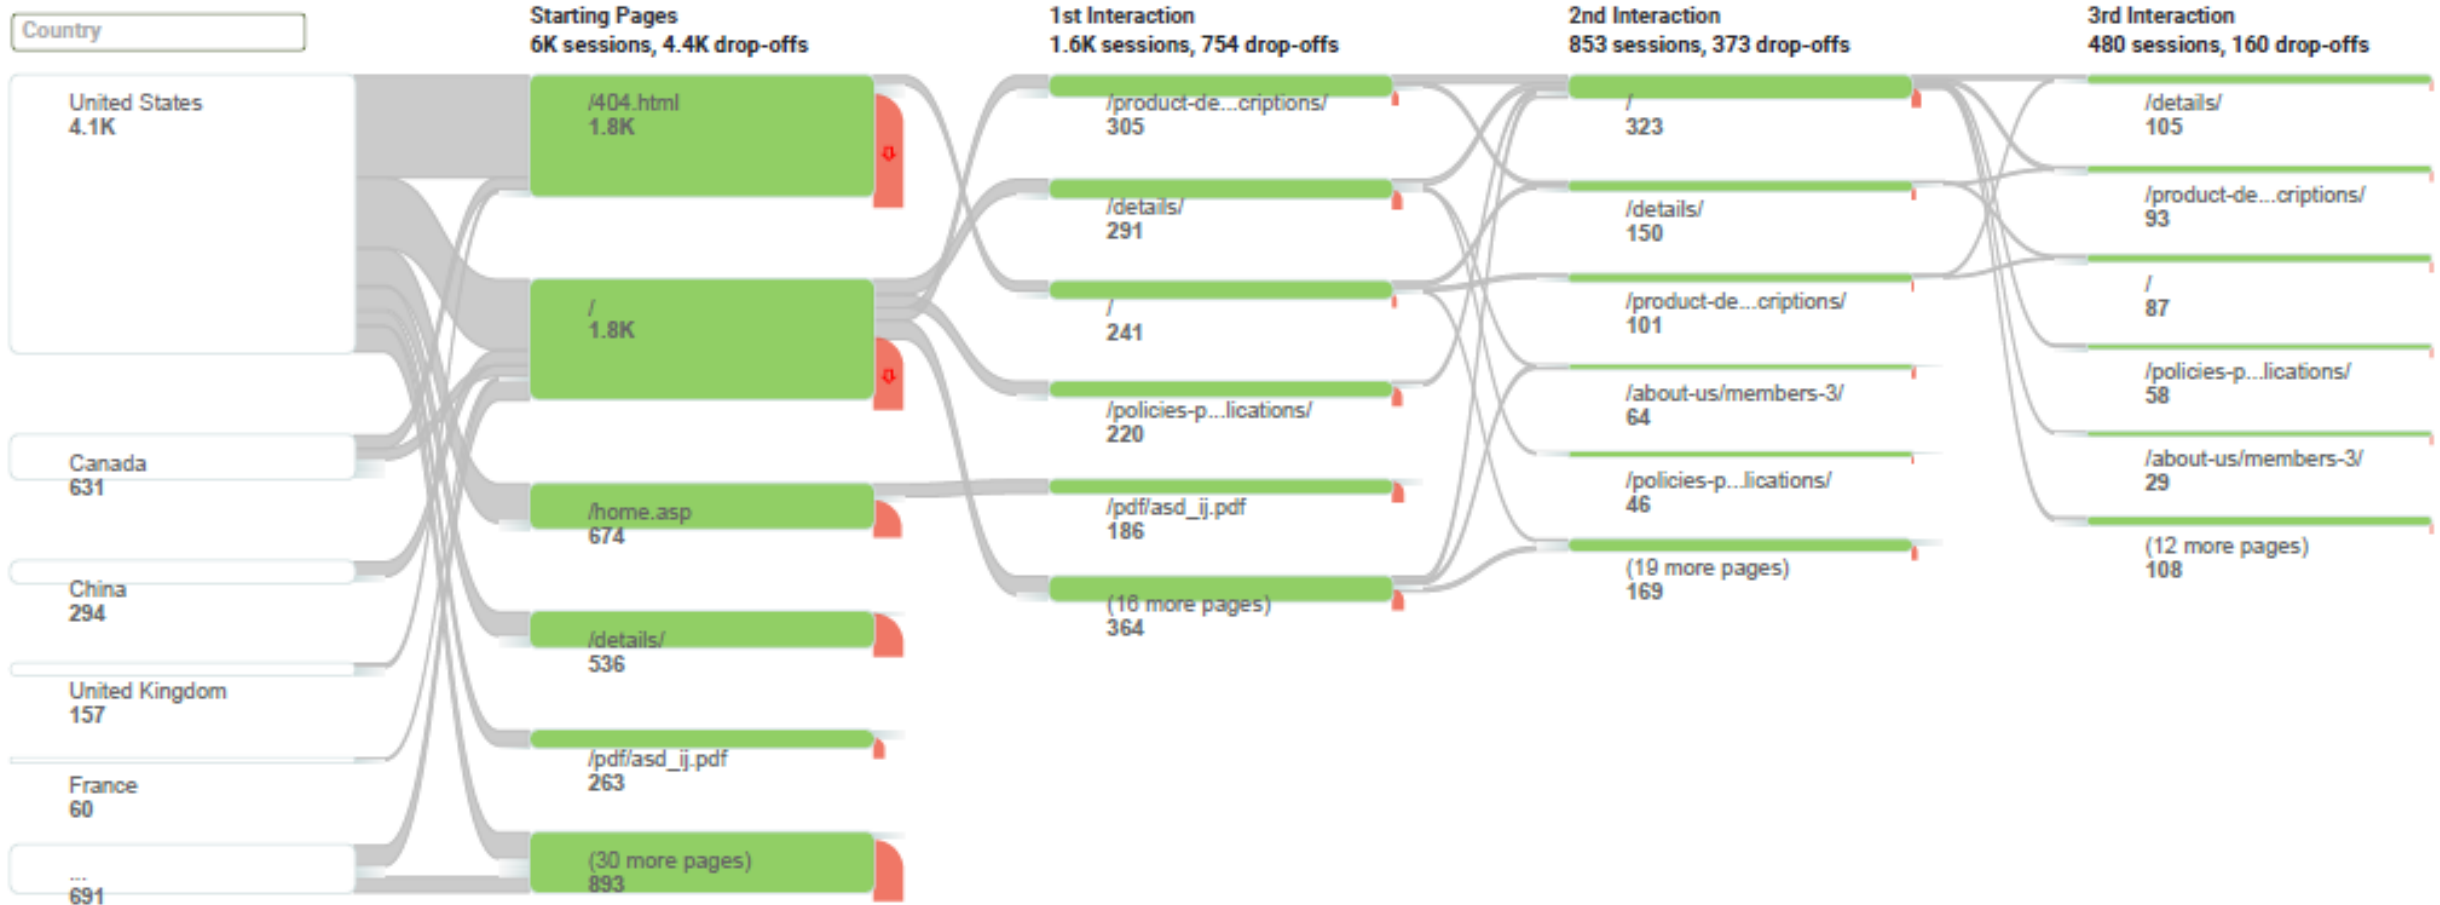 Country
United States
4.1K
Canada
631
China
294
United Kingdom
157
France
60
...
691
Starting Pages
6K sessions, 4.4K drop-offs
/404.html
1.8K
/
1.8K
/home.asp
674
/details/
536
/pdf/asd_ij.pdf
263
(30 more pages)
893
1st Interaction
1.6K sessions, 754 drop-offs
/product-de...criptions/
305
/details/
291
/
241
/policies-p...lications/
220
/pdf/asd_ij.pdf
186
(16 more pages)
364
2nd Interaction
853 sessions, 373 drop-offs
/
323
/details/
150
/product-de...criptions/
101
/about-us/members-3/
64
/policies-p...lications/
46
(19 more pages)
169
3rd Interaction
480 sessions, 160 drop-offs
/details/
105
/product-de...criptions/
93
/
87
/policies-p...lications/
58
/about-us/members-3/
29
(12 more pages)
108